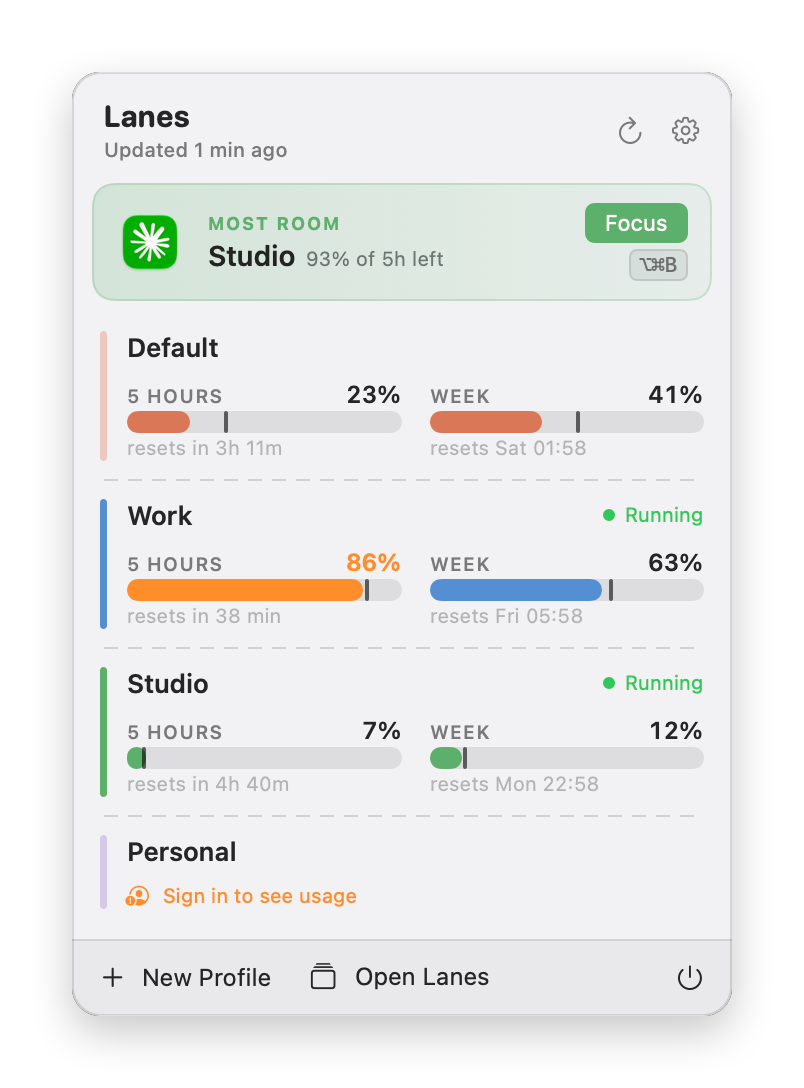 Lanes
Updated 1 min ago
MOST ROOM
Studio 93% of 5h left
Focus
⌥⌘B
Default
5 HOURS 23%
WEEK 41%
resets in 3h 11m
resets Sat 01:58
Work
Running
5 HOURS 86%
WEEK 63%
resets in 38 min
resets Fri 05:58
Studio
Running
5 HOURS 7%
WEEK 12%
resets in 4h 40m
resets Mon 22:58
Personal
Sign in to see usage
New Profile
Open Lanes